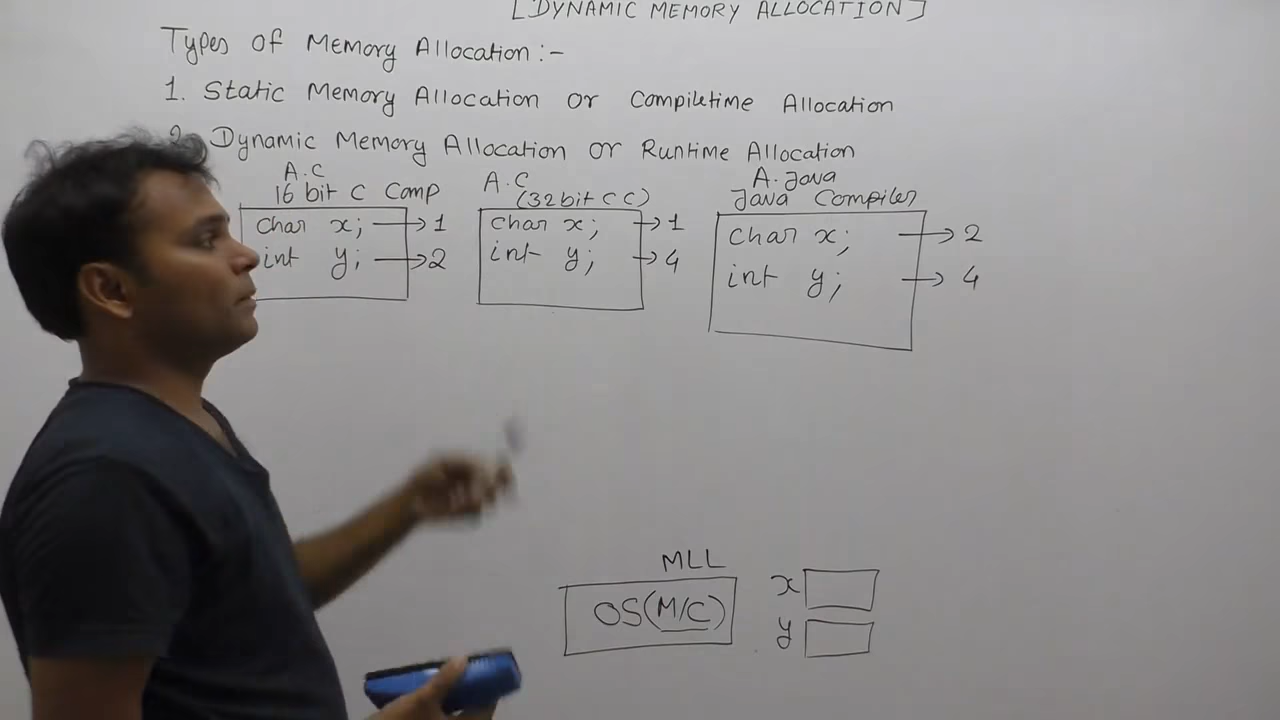 [DYNAMIC MEMORY ALLOCATION]
Types of Memory Allocation :-
1. Static Memory Allocation or Compiletime Allocation
2. Dynamic Memory Allocation or Runtime Allocation
A.C
16 bit C Comp
char x; → 1
int y; → 2
A.C
(32 bit C C)
char x; → 1
int y; → 4
A.Java
Java Compiler
char x; → 2
int y; → 4
MLL
OS(M/C)
x
y